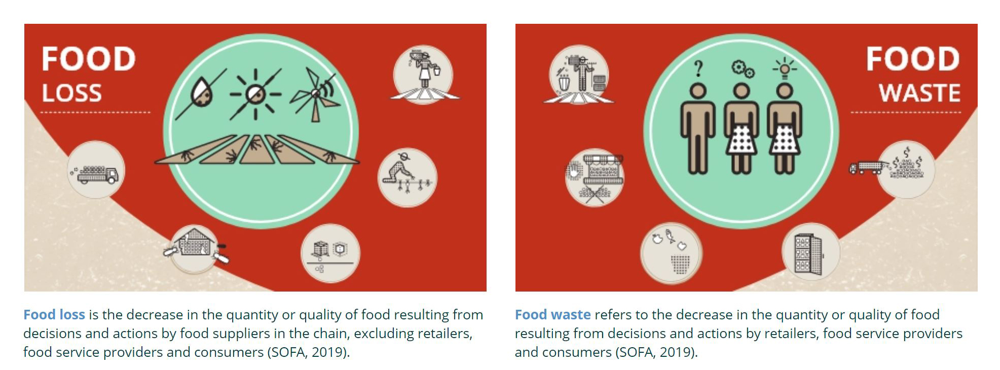 FOOD
LOSS
Food loss is the decrease in the quantity or quality of food resulting from
decisions and actions by food suppliers in the chain, excluding retailers,
food service providers and consumers (SOFA, 2019).
?
FOOD
WASTE
Food waste refers to the decrease in the quantity or quality of food
resulting from decisions and actions by retailers, food service providers
and consumers (SOFA, 2019).